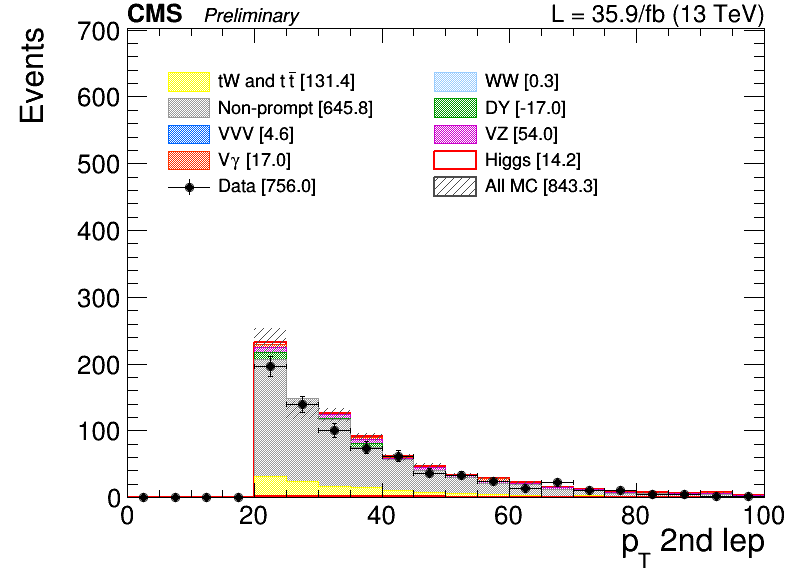 CMS Preliminary L = 35.9/fb (13 TeV)
Events
700
600
500
400
300
200
100
0
tW and t t̄ [131.4]
Non-prompt [645.8]
VVV [4.6]
Vγ [17.0]
Data [756.0]
WW [0.3]
DY [-17.0]
VZ [54.0]
Higgs [14.2]
All MC [843.3]
0 20 40 60 80 100
p_T 2nd lep